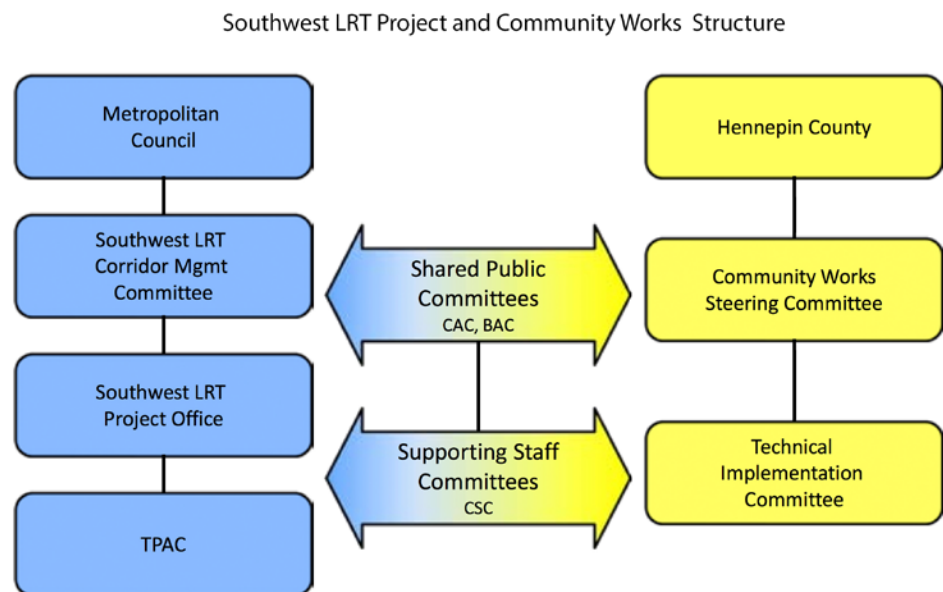 Southwest LRT Project and Community Works Structure
Metropolitan
Council
Southwest LRT
Corridor Mgmt
Committee
Southwest LRT
Project Office
TPAC
Shared Public
Committees
CAC, BAC
Supporting Staff
Committees
CSC
Hennepin County
Community Works
Steering Committee
Technical
Implementation
Committee